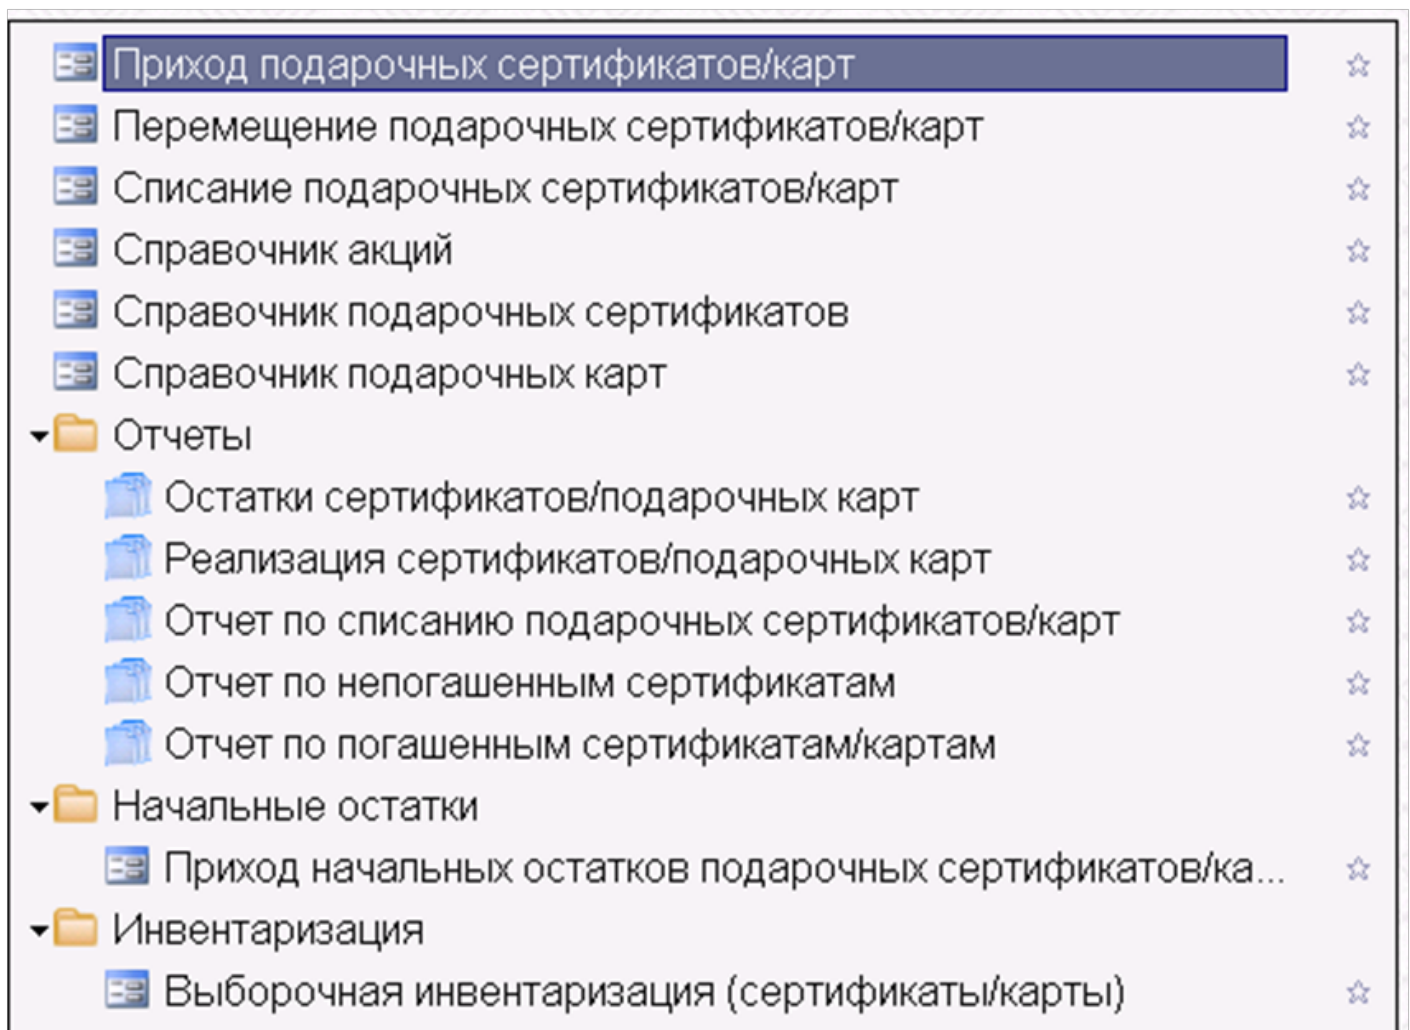 Приход подарочных сертификатов/карт
Перемещение подарочных сертификатов/карт
Списание подарочных сертификатов/карт
Справочник акций
Справочник подарочных сертификатов
Справочник подарочных карт
Отчеты
Остатки сертификатов/подарочных карт
Реализация сертификатов/подарочных карт
Отчет по списанию подарочных сертификатов/карт
Отчет по непогашенным сертификатам
Отчет по погашенным сертификатам/картам
Начальные остатки
Приход начальных остатков подарочных сертификатов/ка...
Инвентаризация
Выборочная инвентаризация (сертификаты/карты)